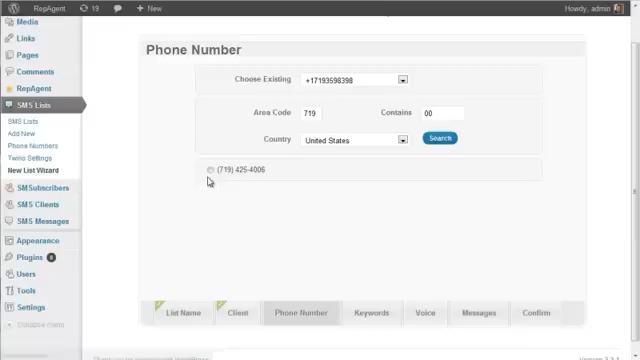 RepAgent 19 + New Howdy, admin
Media
Links
Pages
Comments
RepAgent
SMS Lists
SMS Lists
Add New
Phone Numbers
Twilio Settings
New List Wizard
SMSubscribers
SMS Clients
SMS Messages
Appearance
Plugins
Users
Tools
Settings
Collapse menu
Phone Number
Choose Existing +17193598398
Area Code 719 Contains 00
Country United States Search
(719) 425-4006
List Name Client Phone Number Keywords Voice Messages Confirm